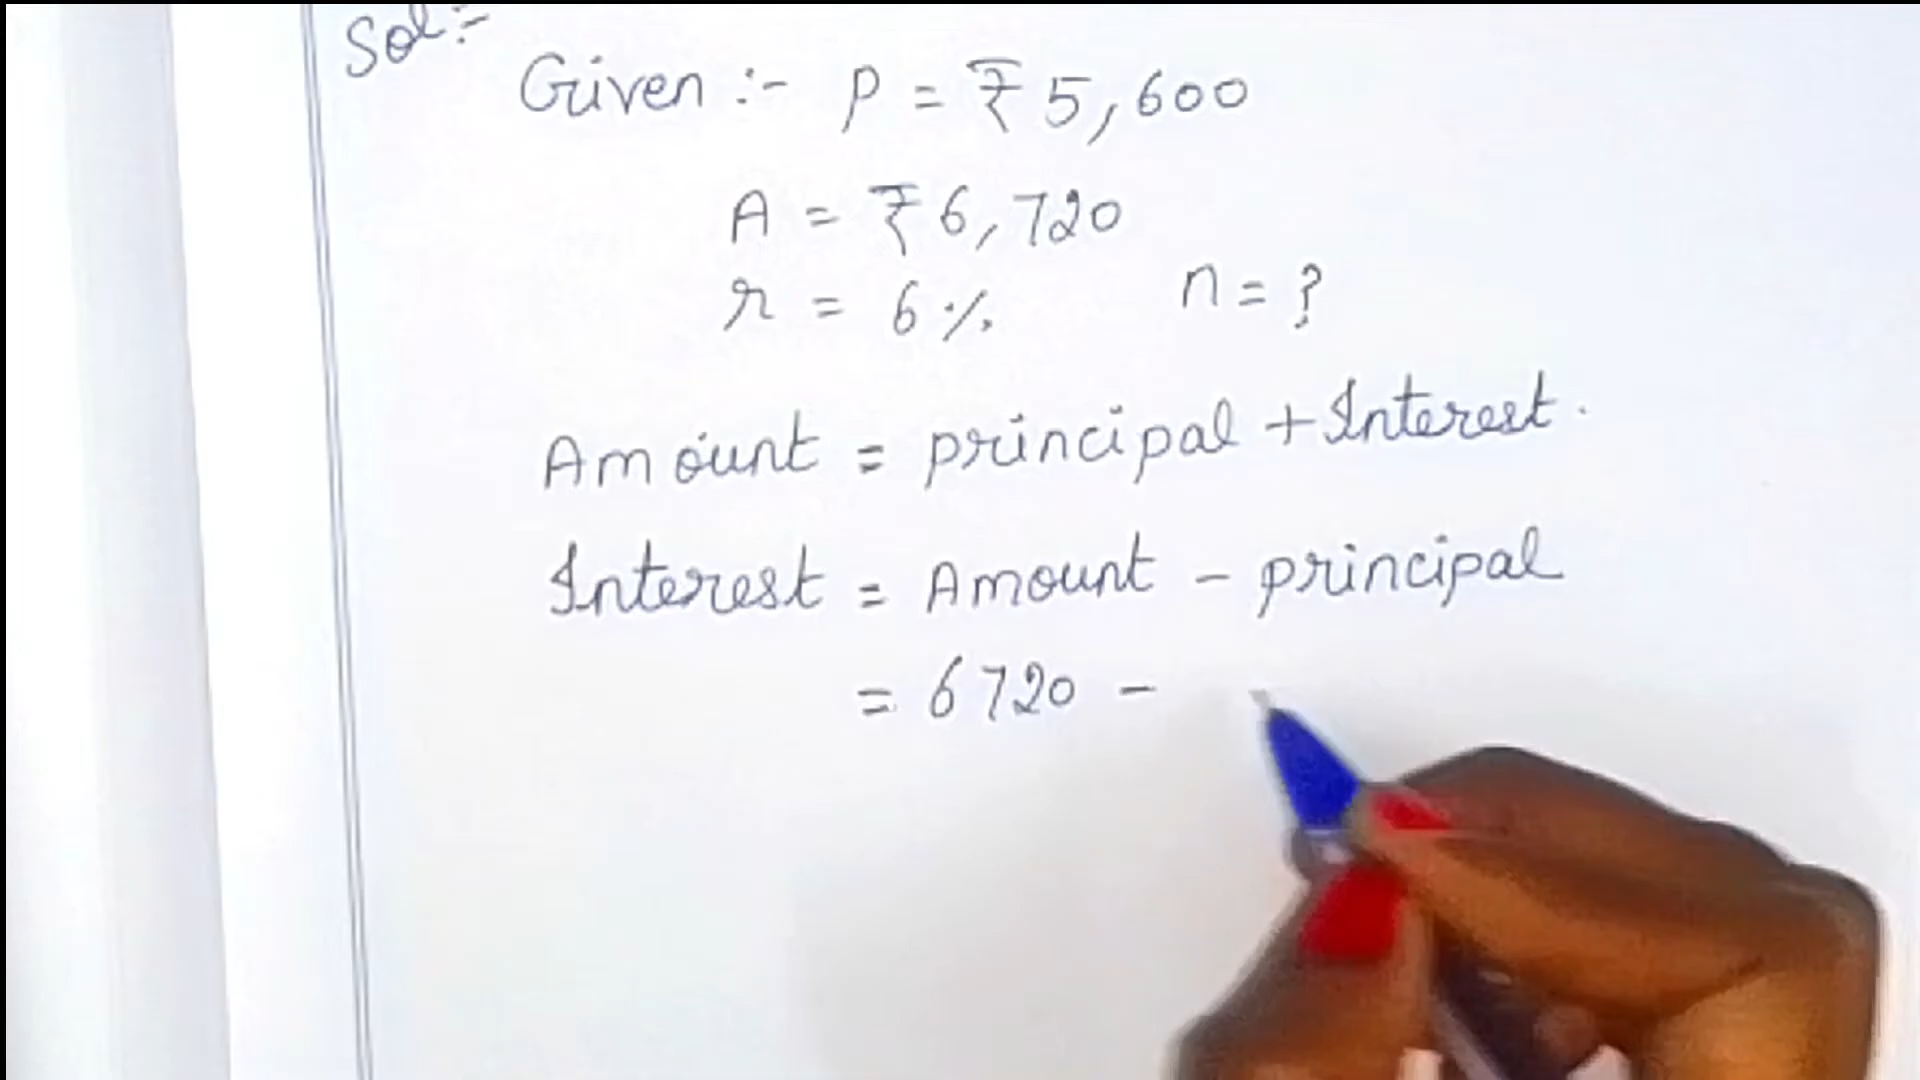 Sol:-
Given :- P = ₹ 5,600
A = ₹ 6,720
r = 6 % n = ?
Amount = principal + Interest.
Interest = Amount - principal
= 6720 -